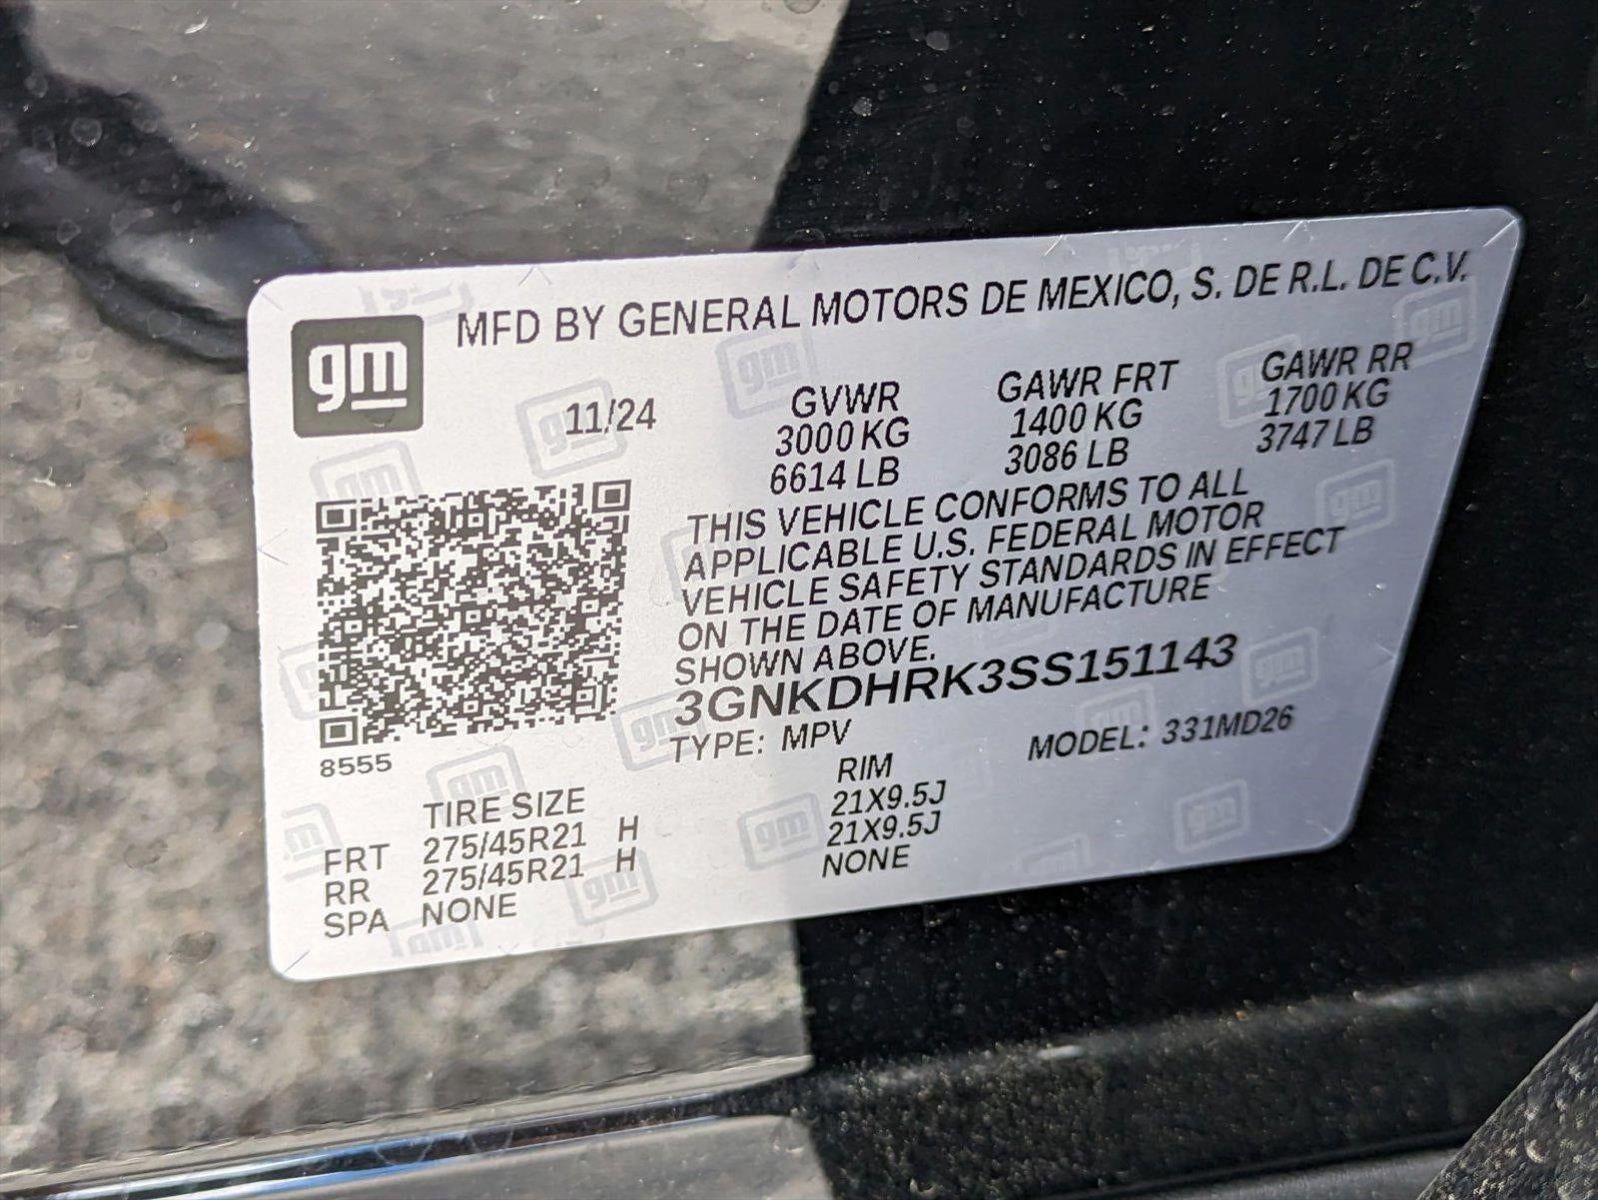 MFD BY GENERAL MOTORS DE MEXICO, S. DE R.L. DE C.V.
gm
11/24
GVWR GAWR FRT GAWR RR
3000 KG 1400 KG 1700 KG
6614 LB 3086 LB 3747 LB
THIS VEHICLE CONFORMS TO ALL
APPLICABLE U.S. FEDERAL MOTOR
VEHICLE SAFETY STANDARDS IN EFFECT
ON THE DATE OF MANUFACTURE
SHOWN ABOVE.
3GNKDHRK3SS151143
TYPE: MPV MODEL: 331MD26
8555
TIRE SIZE RIM
FRT 275/45R21 H 21X9.5J
RR 275/45R21 H 21X9.5J
SPA NONE NONE